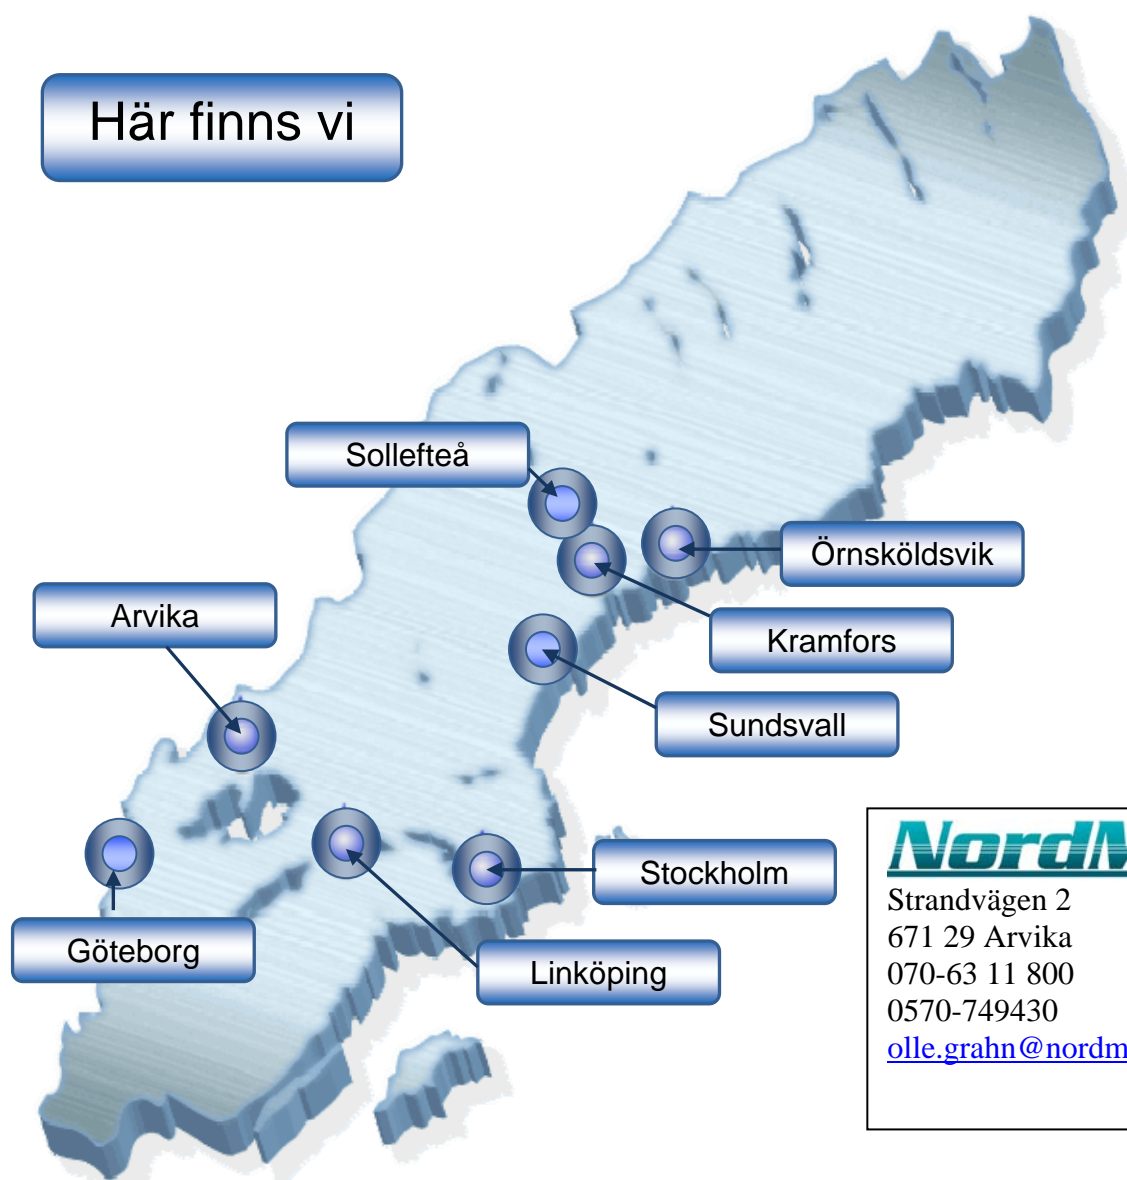 Här finns vi
Sollefteå
Örnsköldsvik
Arvika
Kramfors
Sundsvall
Stockholm
Göteborg
Linköping
Strandvägen 2
671 29 Arvika
070-63 11 800
0570-749430